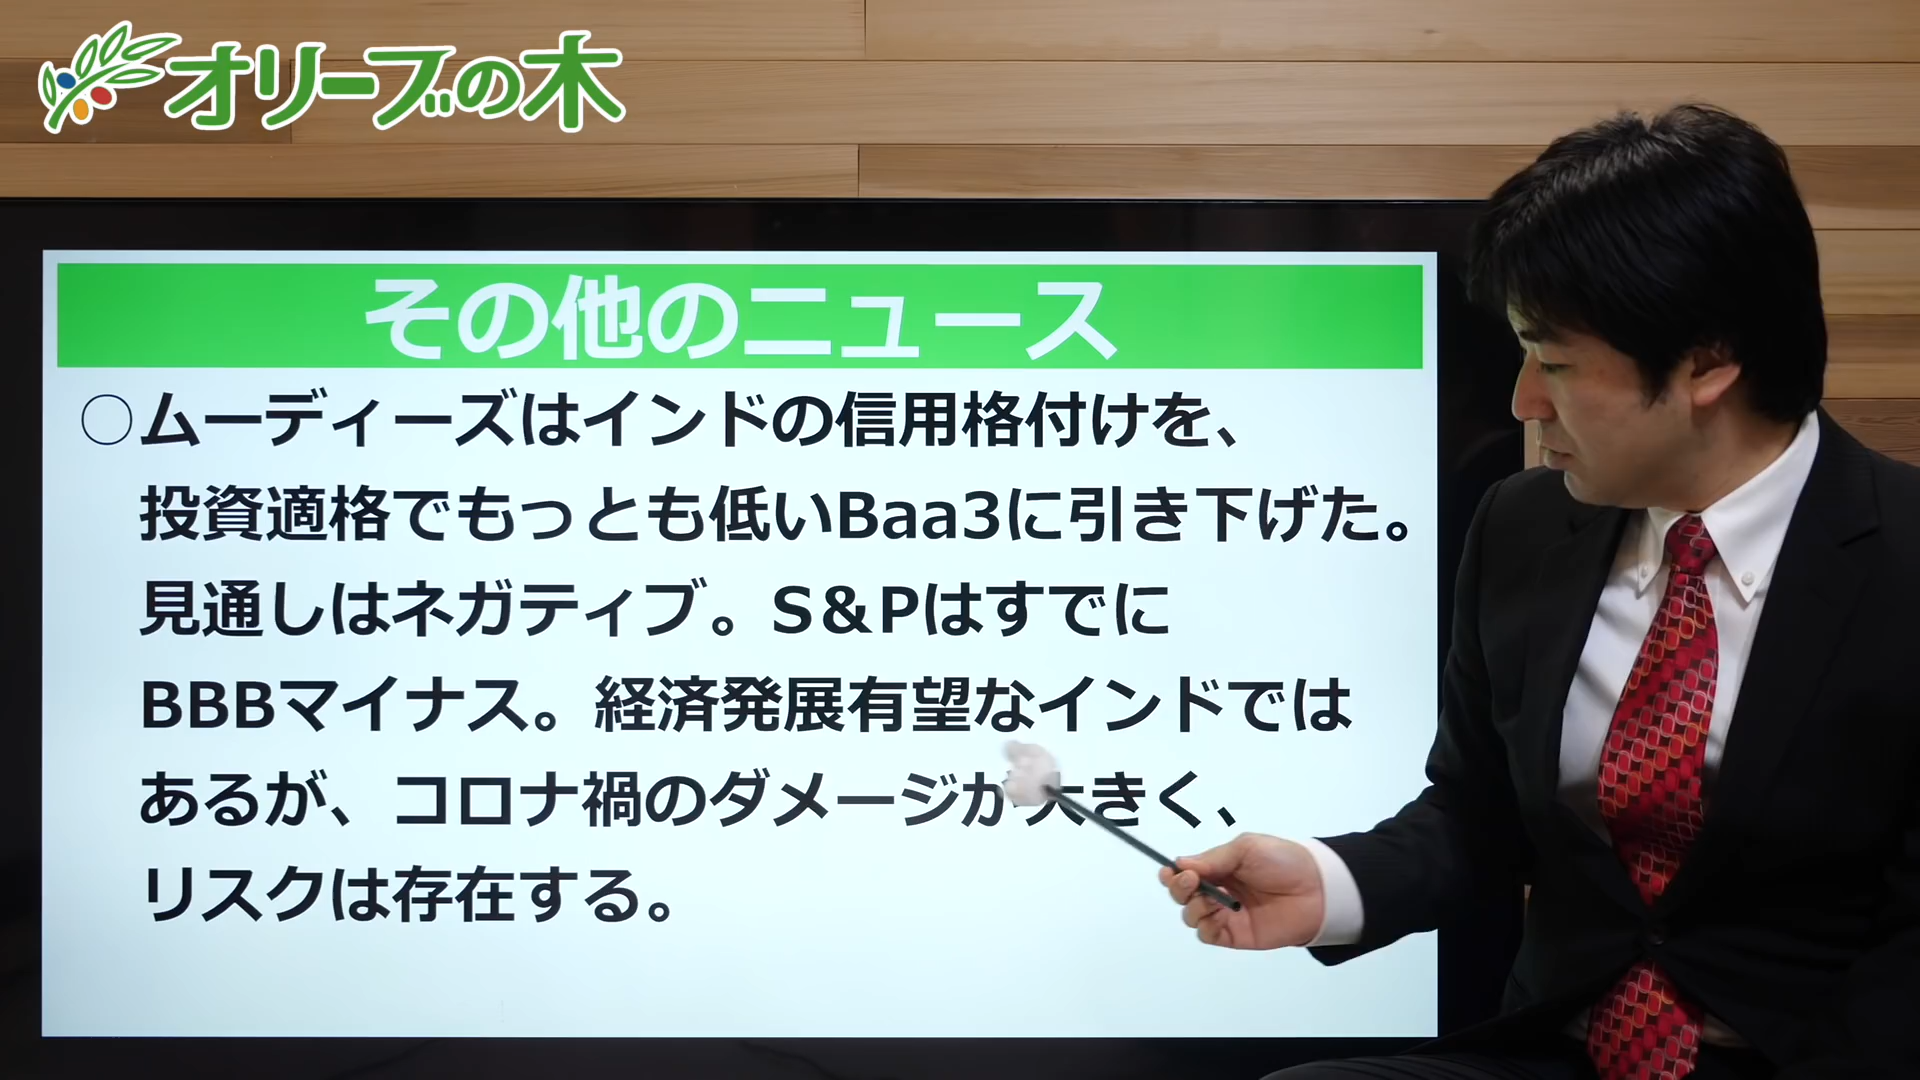 オリーブの木
その他のニュース
○ムーディーズはインドの信用格付けを、
投資適格でもっとも低いBaa3に引き下げた。
見通しはネガティブ。S&Pはすでに
BBBマイナス。経済発展有望なインドでは
あるが、コロナ禍のダメージが大きく、
リスクは存在する。